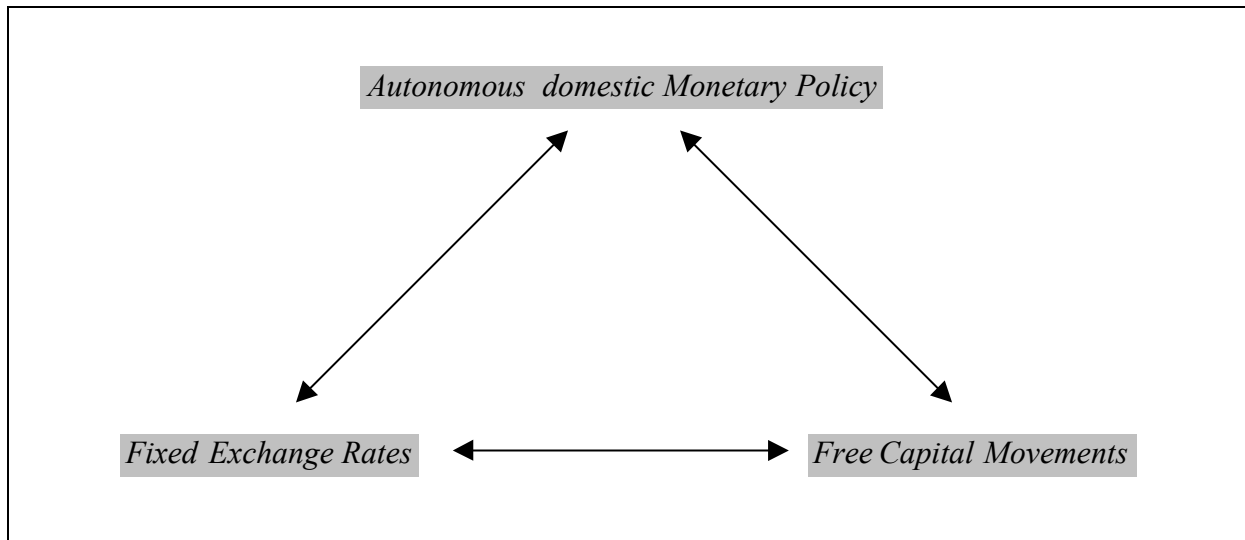 Autonomous domestic Monetary Policy
Fixed Exchange Rates
Free Capital Movements